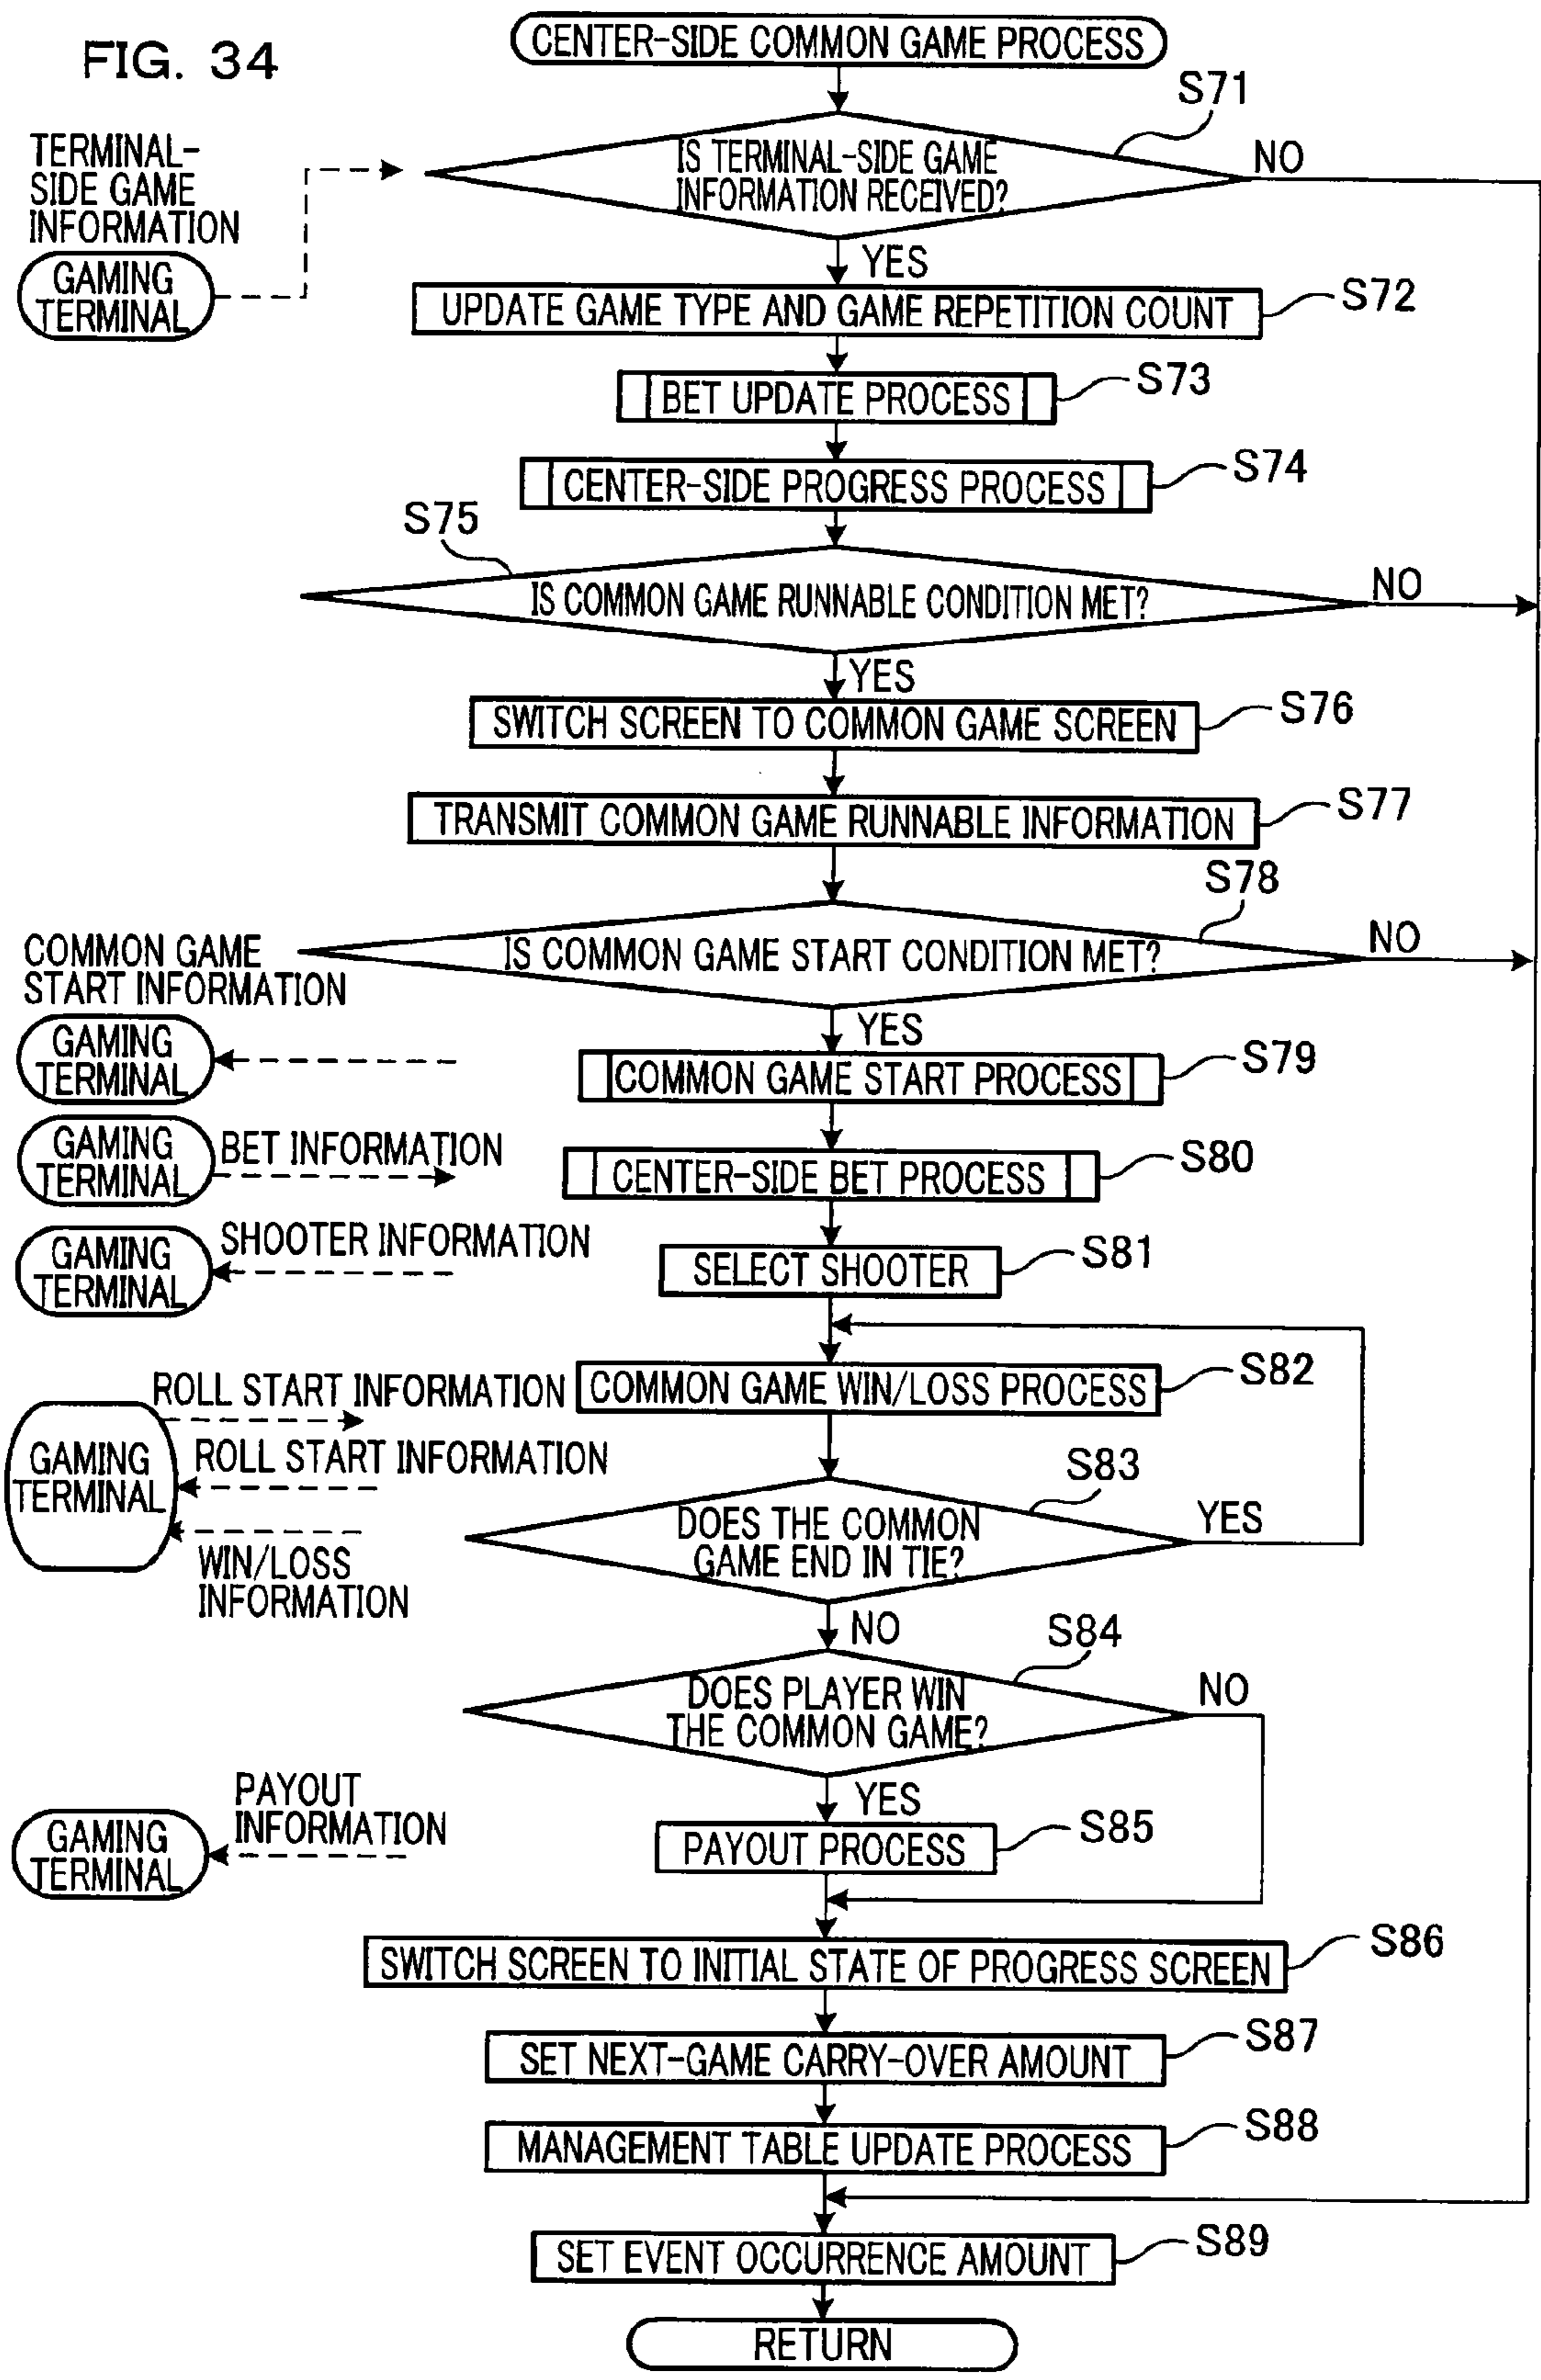 FIG. 34
CENTER-SIDE COMMON GAME PROCESS
S71
TERMINAL-
SIDE GAME
INFORMATION
GAMING
TERMINAL
IS TERMINAL-SIDE GAME
INFORMATION RECEIVED?
NO
YES
UPDATE GAME TYPE AND GAME REPETITION COUNT
S72
BET UPDATE PROCESS
S73
CENTER-SIDE PROGRESS PROCESS
S74
S75
IS COMMON GAME RUNNABLE CONDITION MET?
NO
YES
SWITCH SCREEN TO COMMON GAME SCREEN
S76
TRANSMIT COMMON GAME RUNNABLE INFORMATION
S77
S78
IS COMMON GAME START CONDITION MET?
NO
YES
COMMON GAME
START INFORMATION
GAMING
TERMINAL
COMMON GAME START PROCESS
S79
GAMING
TERMINAL
BET INFORMATION
CENTER-SIDE BET PROCESS
S80
GAMING
TERMINAL
SHOOTER INFORMATION
SELECT SHOOTER
S81
ROLL START INFORMATION
COMMON GAME WIN/LOSS PROCESS
S82
GAMING
TERMINAL
ROLL START INFORMATION
WIN/LOSS
INFORMATION
S83
DOES THE COMMON
GAME END IN TIE?
YES
NO
S84
DOES PLAYER WIN
THE COMMON GAME?
NO
YES
PAYOUT
INFORMATION
GAMING
TERMINAL
PAYOUT PROCESS
S85
SWITCH SCREEN TO INITIAL STATE OF PROGRESS SCREEN
S86
SET NEXT-GAME CARRY-OVER AMOUNT
S87
MANAGEMENT TABLE UPDATE PROCESS
S88
SET EVENT OCCURRENCE AMOUNT
S89
RETURN